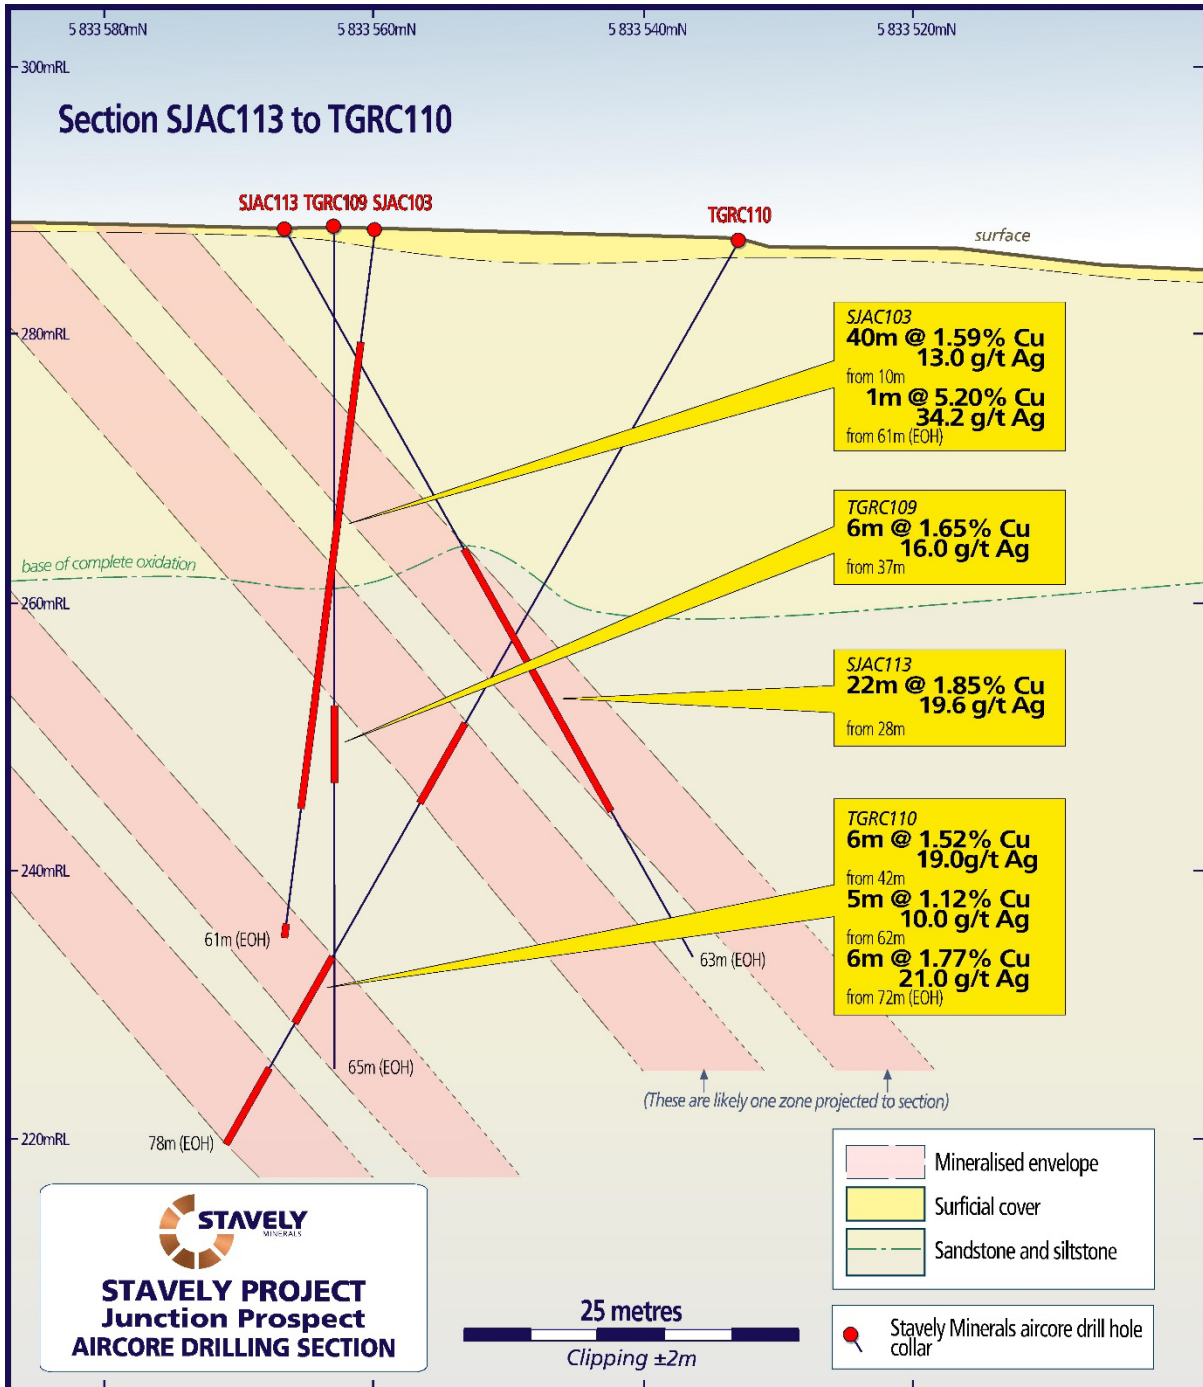 5 833 580mN
5 833 560mN
5 833 540mN
5 833 520mN
300mRL
Section SJAC113 to TGRC110
SJAC113
TGRC109
SJAC103
TGRC110
surface
280mRL
SJAC103
40m @ 1.59% Cu
13.0 g/t Ag
from 10m
1m @ 5.20% Cu
34.2 g/t Ag
from 61m (EOH)
TGRC109
6m @ 1.65% Cu
16.0 g/t Ag
from 37m
base of complete oxidation
260mRL
SJAC113
22m @ 1.85% Cu
19.6 g/t Ag
from 28m
TGRC110
6m @ 1.52% Cu
19.0g/t Ag
from 42m
5m @ 1.12% Cu
10.0 g/t Ag
from 62m
6m @ 1.77% Cu
21.0 g/t Ag
from 72m (EOH)
240mRL
61m (EOH)
63m (EOH)
65m (EOH)
(These are likely one zone projected to section)
220mRL
78m (EOH)
Mineralised envelope
Surficial cover
Sandstone and siltstone
Stavely Minerals aircore drill hole
collar
STAVELY
MINERALS
STAVELY PROJECT
Junction Prospect
AIRCORE DRILLING SECTION
25 metres
Clipping ±2m